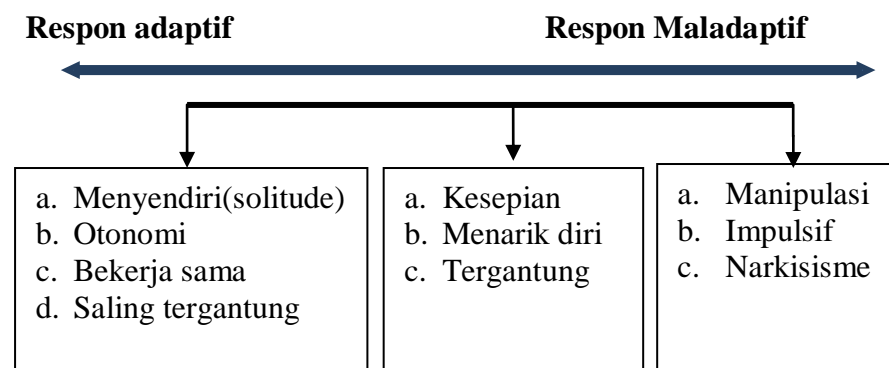 Respon adaptif Respon Maladaptif
a. Menyendiri(solitude)
b. Otonomi
c. Bekerja sama
d. Saling tergantung
a. Kesepian
b. Menarik diri
c. Tergantung
a. Manipulasi
b. Impulsif
c. Narkisisme